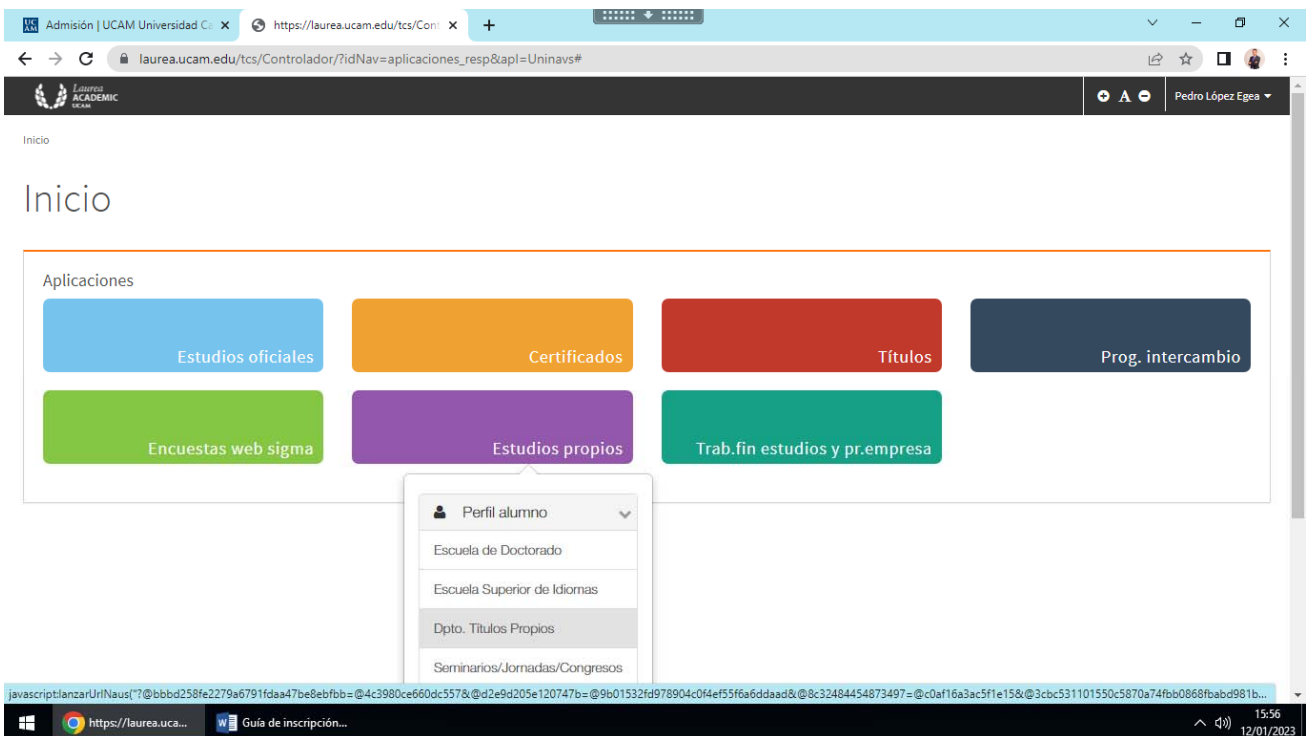 UC AM Admisión | UCAM Universidad Ca
https://laurea.ucam.edu/tcs/Cont
laurea.ucam.edu/tcs/Controlador/?idNav=aplicaciones_resp&apl=Uninavs#
Laurea
ACADEMIC
UCAM
A
Pedro López Egea
Inicio
Inicio
Aplicaciones
Estudios oficiales
Certificados
Títulos
Prog. intercambio
Encuestas web sigma
Estudios propios
Trab.fin estudios y pr.empresa
Perfil alumno
Escuela de Doctorado
Escuela Superior de Idiomas
Dpto. Titulos Propios
Seminarios/Jornadas/Congresos
javascript:lanzarUrlNaus("?@bbbd258fe2279a6791fdaa47be8ebfbb=@4c3980ce660dc557&@d2e9d205e120747b=@9b01532fd978904c0f4ef55f6a6ddaad&@8c32484454873497=@c0af16a3ac5f1e15&@3cbc531101550c5870a74fbb0868fbabd981b...
https://laurea.uca...
Guía de inscripción...
15:56
12/01/2023